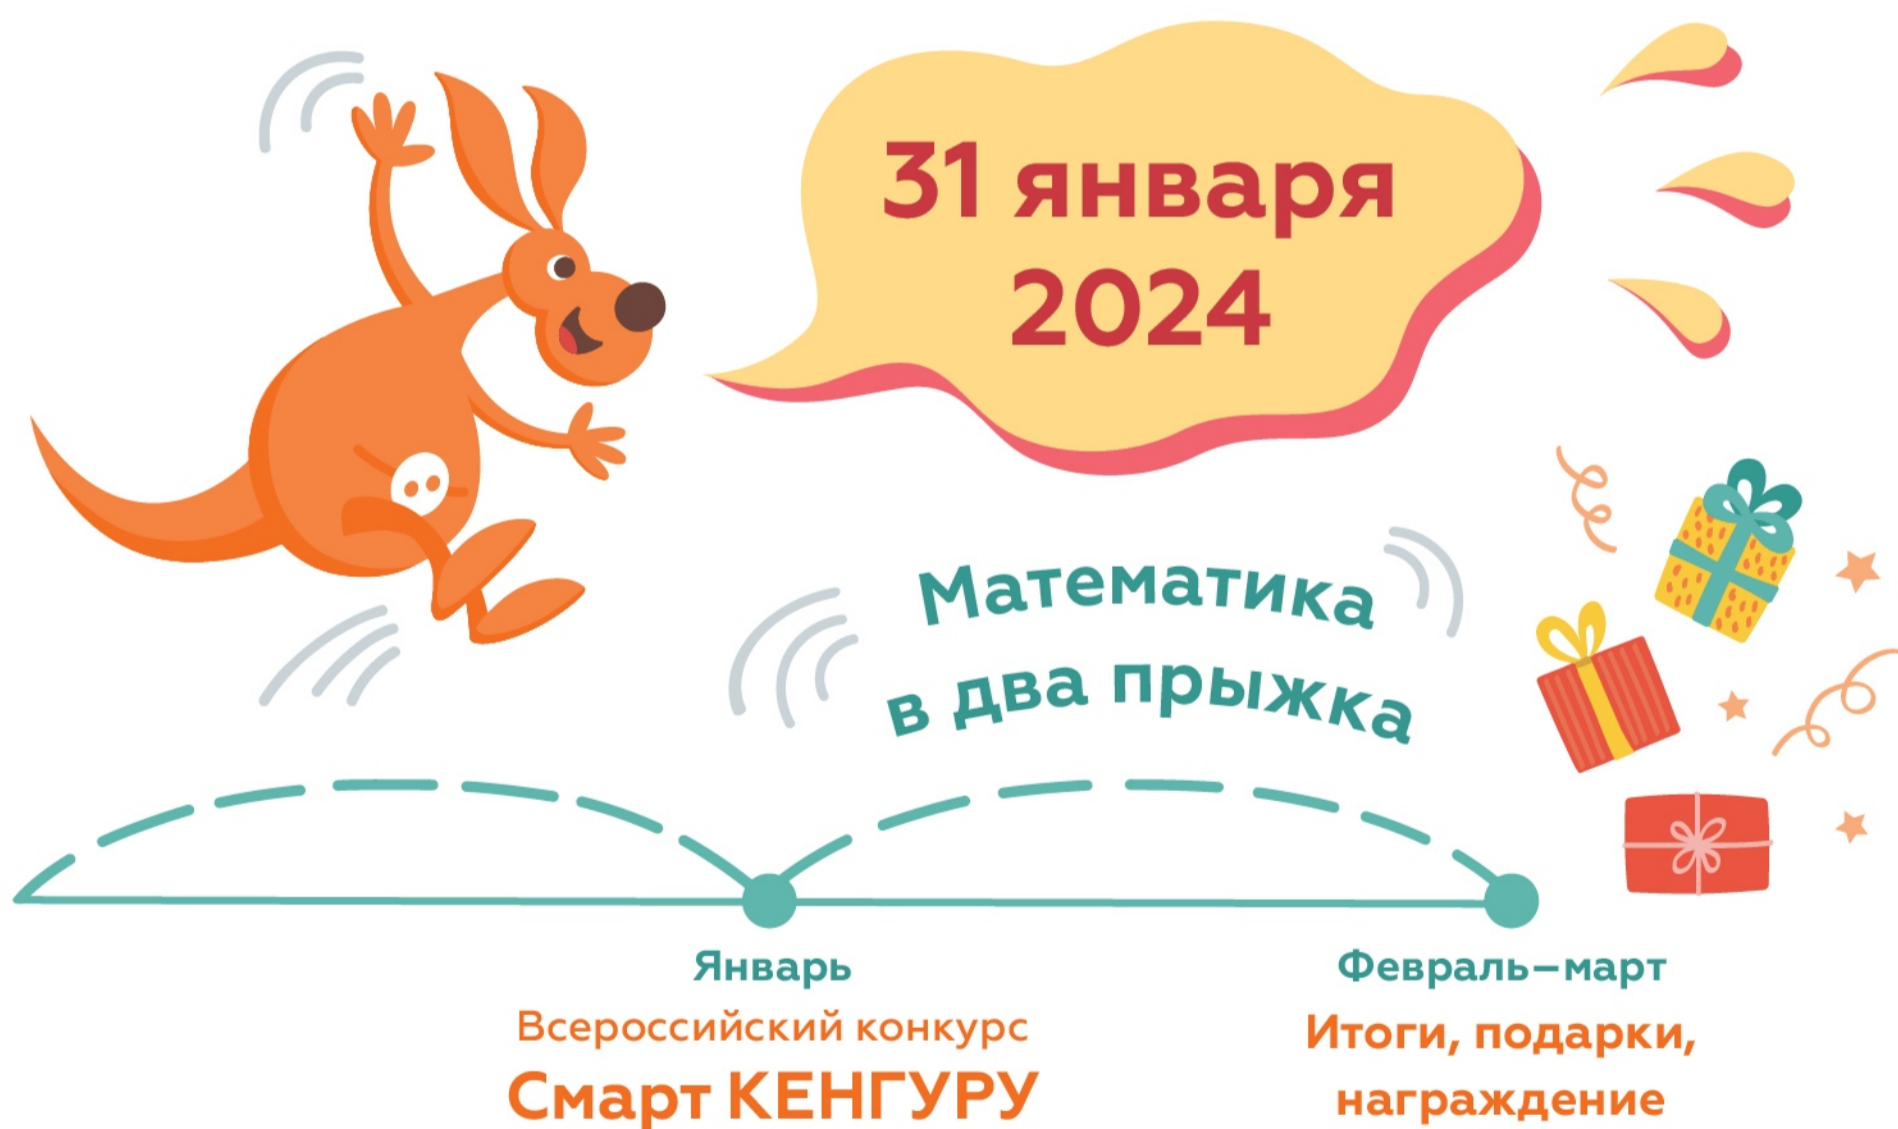 31 января
2024
Математика
в два прыжка
Январь
Всероссийский конкурс
Смарт КЕНГУРУ
Февраль–март
Итоги, подарки,
награждение